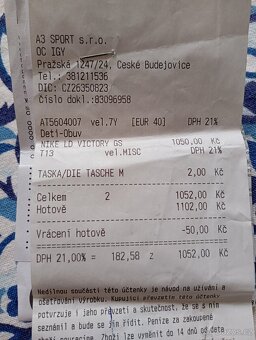 A3 SPORT s.r.o.
OC IGY
Pražská 1247/24, České Budejovice
Tel.: 381211536
DIČ: CZ26350823
Číslo dokl.:83096958
AT5604007 vel.7Y [EUR 40] DPH 21%
Deti-Obuv
NIKE LD VICTORY GS 1050.00 Kč
T13 vel.MISC DPH 21%
TASKA/DIE TASCHE M 2,00 Kč
Celkem 2 1052,00 Kč
Hotově 1102,00 Kč
Vrácení hotově -50,00 Kč
DPH 21,00% = 182,58 z 1052,00 Kč
Nedílnou součástí této účtenky je návod na užívání a
ošetřování výrobku. Kupující převzetím této účtenky
potvrzuje i jeho převzetí a skutečnost, že se s ním
seznámil a bude se jím řídit. Peníze za zakoupené
zboží nevracíme. Zboží lze vyměnit do 14 dnů od data